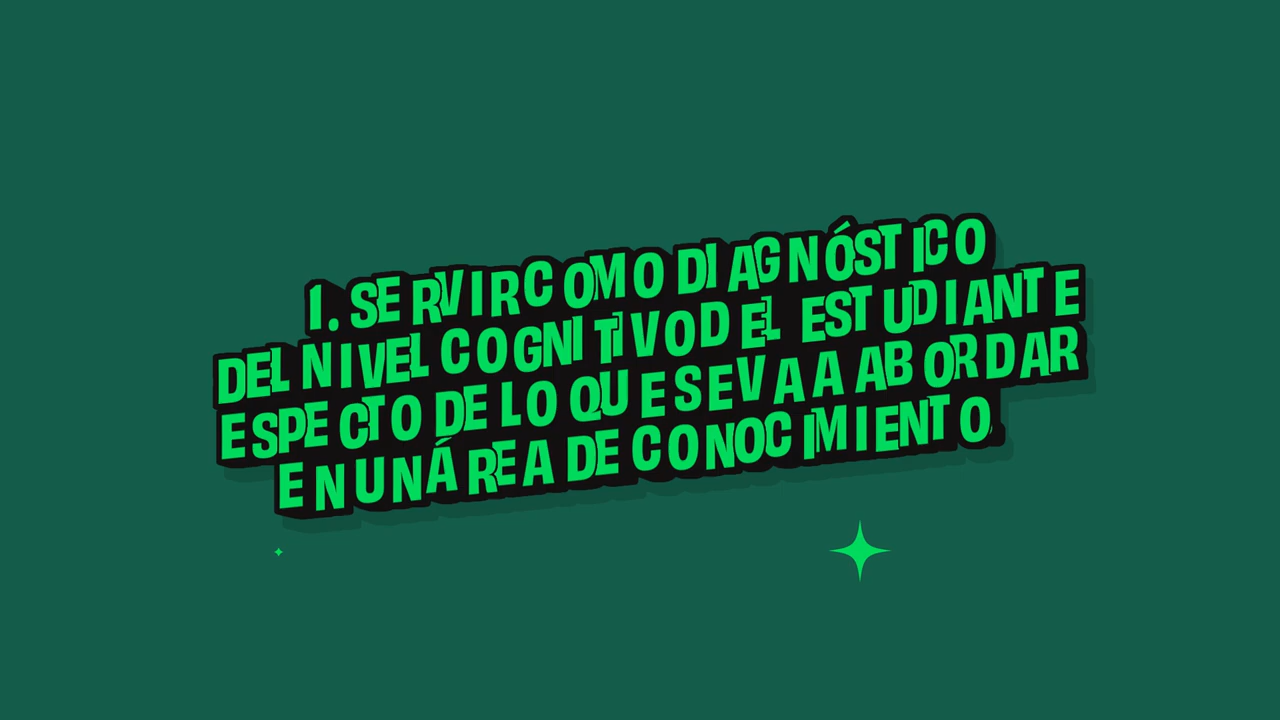 1. SERVIR COMO DIAGNÓSTICO
DEL NIVEL COGNITIVO DEL ESTUDIANTE
ESPECTO DE LO QUE SE VA A ABORDAR
EN UN ÁREA DE CONOCIMIENTO